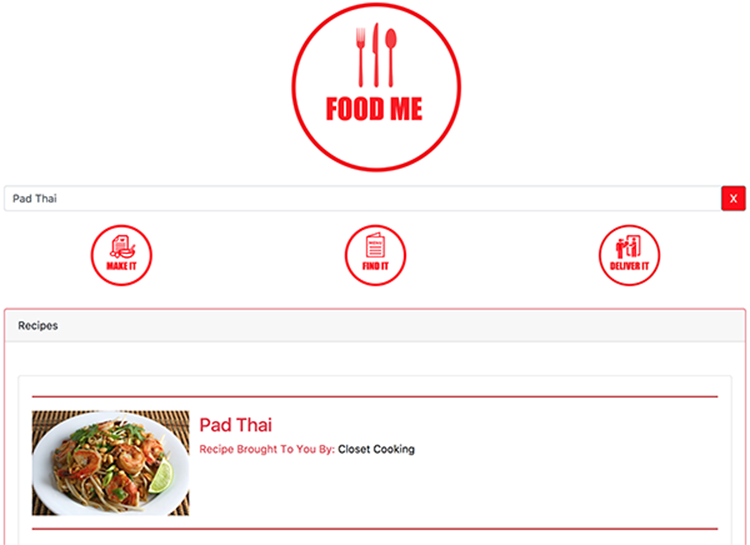 FOOD ME
Pad Thai
X
MAKE IT
MENU
FIND IT
DELIVER IT
Recipes
Pad Thai
Recipe Brought To You By: Closet Cooking